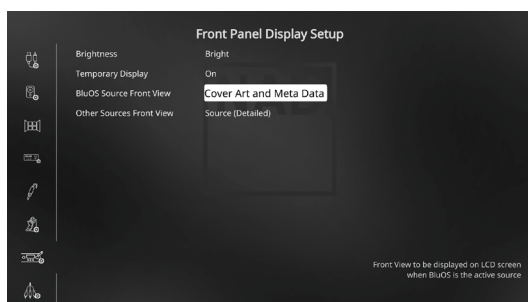 Front Panel Display Setup
Brightness Bright
Temporary Display On
BluOS Source Front View Cover Art and Meta Data
Other Sources Front View Source (Detailed)
NAD
Front View to be displayed on LCD screen
when BluOS is the active source